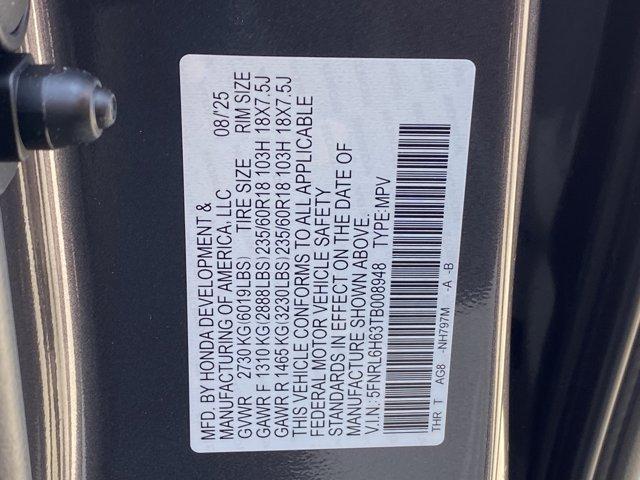 MFD. BY HONDA DEVELOPMENT &
MANUFACTURING OF AMERICA, LLC 08/'25
GVWR 2730 KG(6019LBS) TIRE SIZE RIM SIZE
GAWR F 1310 KG(2888LBS) 235/60R18 103H 18X7.5J
GAWR R 1465 KG(3230LBS) 235/60R18 103H 18X7.5J
THIS VEHICLE CONFORMS TO ALL APPLICABLE
FEDERAL MOTOR VEHICLE SAFETY
STANDARDS IN EFFECT ON THE DATE OF
MANUFACTURE SHOWN ABOVE.
V.I.N.: 5FNRL6H63TB008948 TYPE:MPV
THR T AG8 -NH797M -A -B